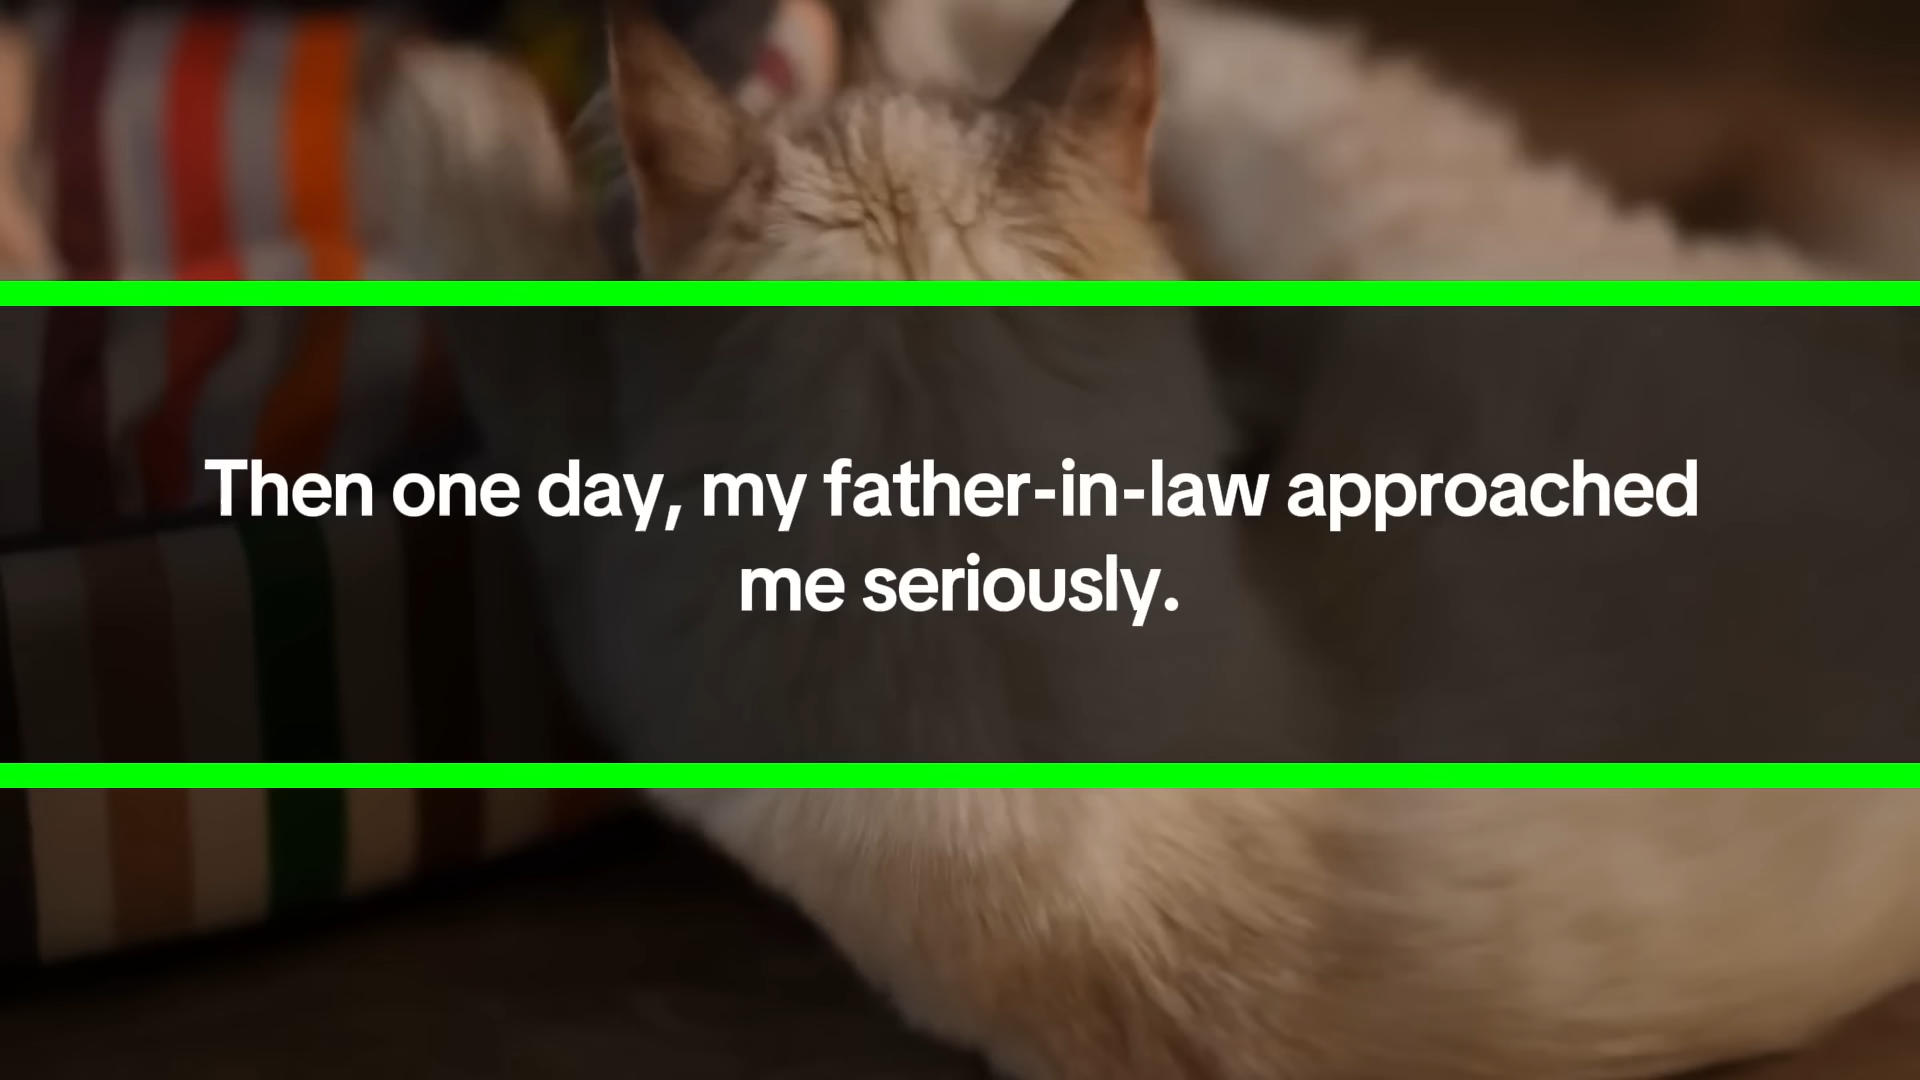 Then one day, my father-in-law approached
me seriously.